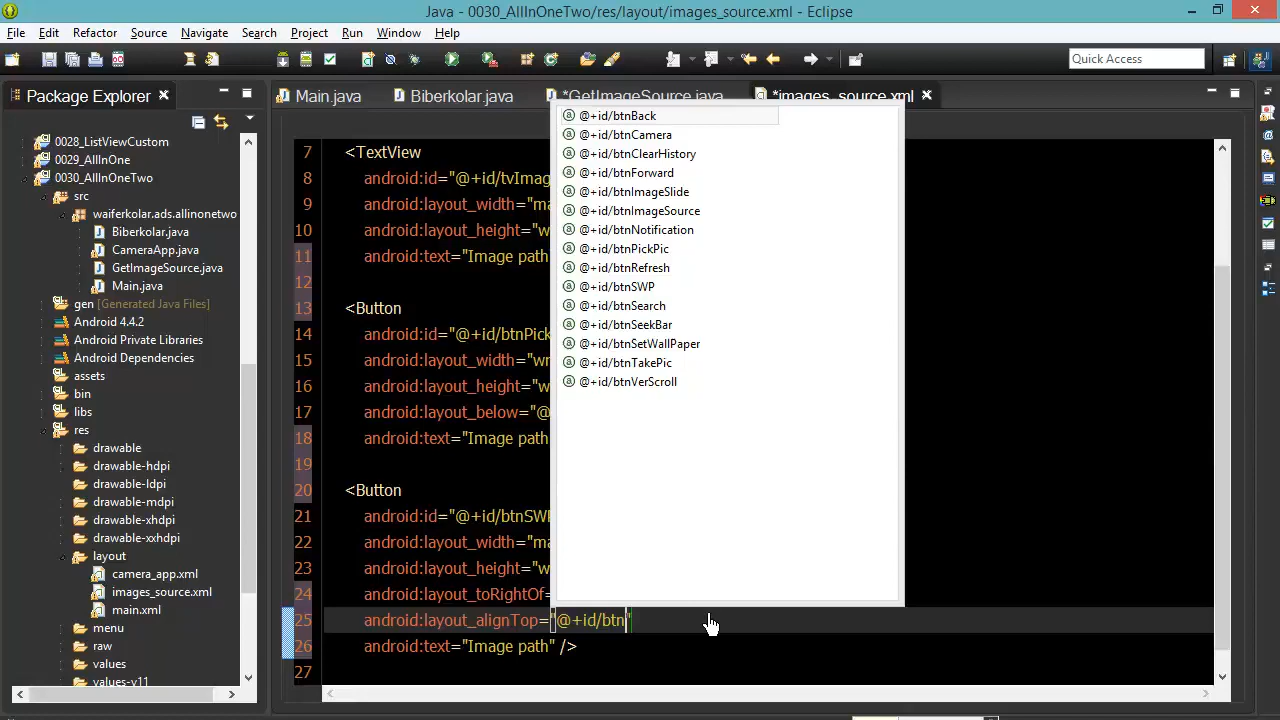 Java - 0030_AllInOneTwo/res/layout/images_source.xml - Eclipse
File Edit Refactor Source Navigate Search Project Run Window Help
Quick Access
Package Explorer
Main.java
Biberkolar.java
*GetImageSource.java
*images_source.xml
0028_ListViewCustom
0029_AllInOne
0030_AllInOneTwo
src
waiferkolar.ads.allinonetwo
Biberkolar.java
CameraApp.java
GetImageSource.java
Main.java
gen [Generated Java Files]
Android 4.4.2
Android Private Libraries
Android Dependencies
assets
bin
libs
res
drawable
drawable-hdpi
drawable-ldpi
drawable-mdpi
drawable-xhdpi
drawable-xxhdpi
layout
camera_app.xml
images_source.xml
main.xml
menu
raw
values
values-v11
7 <TextView
8 android:id="@+id/tvImag
9 android:layout_width="ma
10 android:layout_height="w
11 android:text="Image path
12
13 <Button
14 android:id="@+id/btnPick
15 android:layout_width="wr
16 android:layout_height="w
17 android:layout_below="@
18 android:text="Image path
19
20 <Button
21 android:id="@+id/btnSWP
22 android:layout_width="ma
23 android:layout_height="w
24 android:layout_toRightOf=
25 android:layout_alignTop="@+id/btn"
26 android:text="Image path" />
27
@+id/btnBack
@+id/btnCamera
@+id/btnClearHistory
@+id/btnForward
@+id/btnImageSlide
@+id/btnImageSource
@+id/btnNotification
@+id/btnPickPic
@+id/btnRefresh
@+id/btnSWP
@+id/btnSearch
@+id/btnSeekBar
@+id/btnSetWallPaper
@+id/btnTakePic
@+id/btnVerScroll